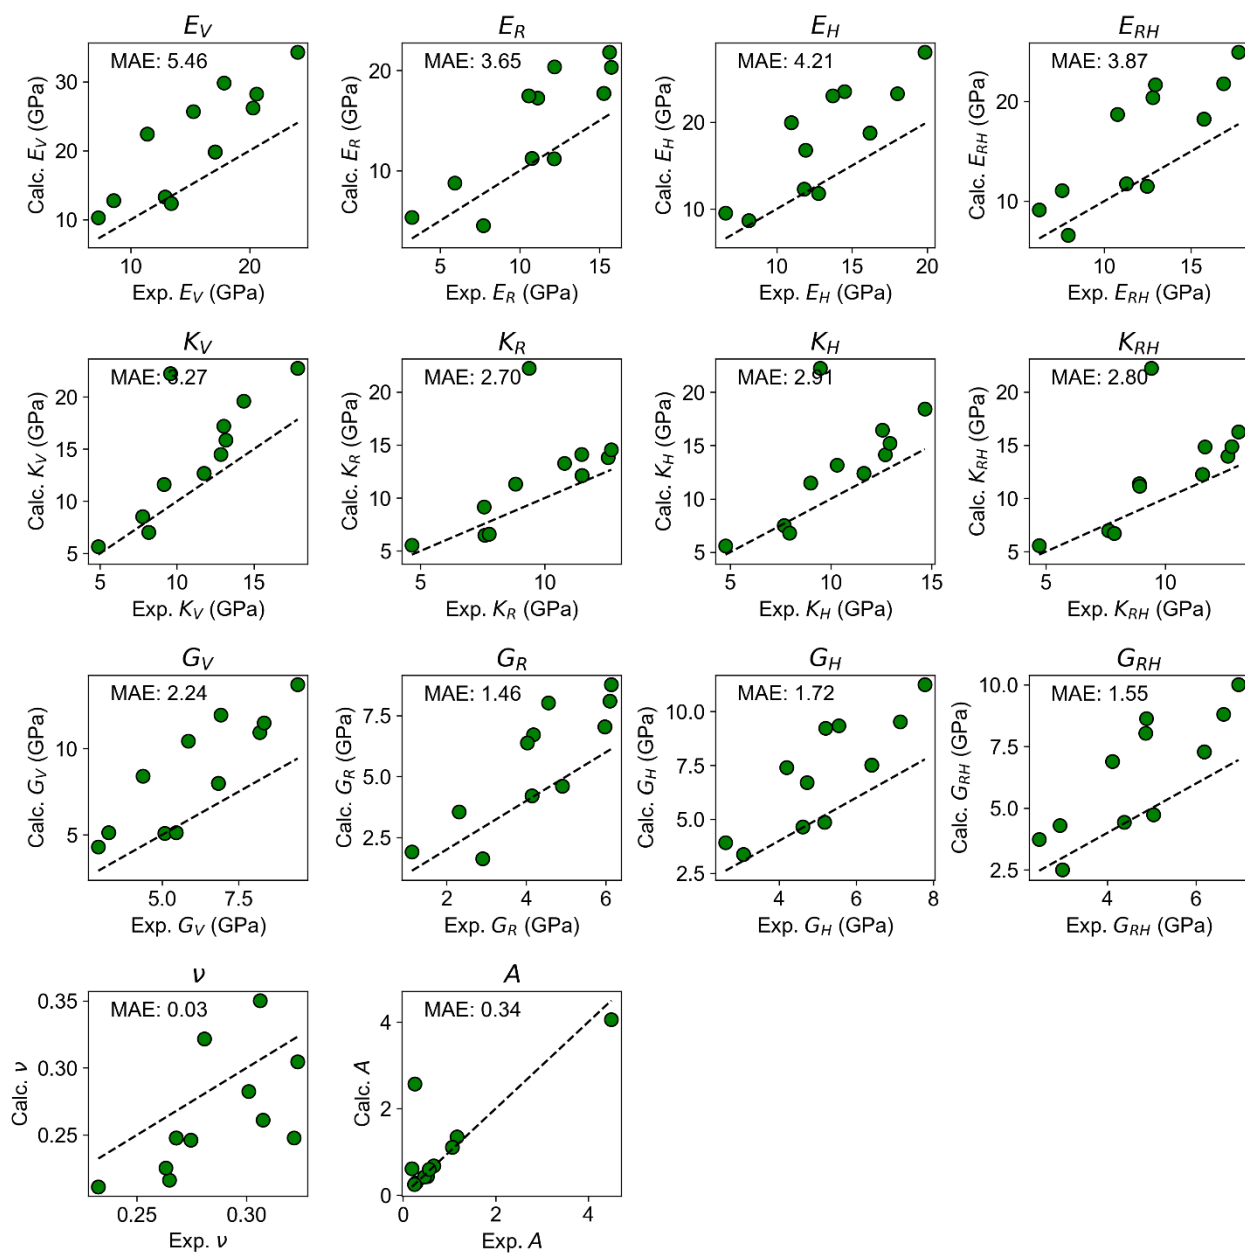 E_V
E_R
E_H
E_RH
MAE: 5.46
MAE: 3.65
MAE: 4.21
MAE: 3.87
Calc. E_V (GPa)
30
20
10
Calc. E_R (GPa)
20
10
Calc. E_H (GPa)
20
10
Calc. E_RH (GPa)
20
10
10 20
5 10 15
10 15 20
10 15
Exp. E_V (GPa)
Exp. E_R (GPa)
Exp. E_H (GPa)
Exp. E_RH (GPa)
K_V
K_R
K_H
K_RH
MAE: 3.27
MAE: 2.70
MAE: 2.91
MAE: 2.80
Calc. K_V (GPa)
20
15
10
5
Calc. K_R (GPa)
20
15
10
5
Calc. K_H (GPa)
20
15
10
5
Calc. K_RH (GPa)
20
15
10
5
5 10 15
5 10
5 10 15
5 10
Exp. K_V (GPa)
Exp. K_R (GPa)
Exp. K_H (GPa)
Exp. K_RH (GPa)
G_V
G_R
G_H
G_RH
MAE: 2.24
MAE: 1.46
MAE: 1.72
MAE: 1.55
Calc. G_V (GPa)
10
5
Calc. G_R (GPa)
7.5
5.0
2.5
Calc. G_H (GPa)
10.0
7.5
5.0
2.5
Calc. G_RH (GPa)
10.0
7.5
5.0
2.5
5.0 7.5
2 4 6
4 6 8
4 6
Exp. G_V (GPa)
Exp. G_R (GPa)
Exp. G_H (GPa)
Exp. G_RH (GPa)
ν
A
MAE: 0.03
MAE: 0.34
Calc. ν
0.35
0.30
0.25
Calc. A
4
2
0
0.25 0.30
0 2 4
Exp. ν
Exp. A